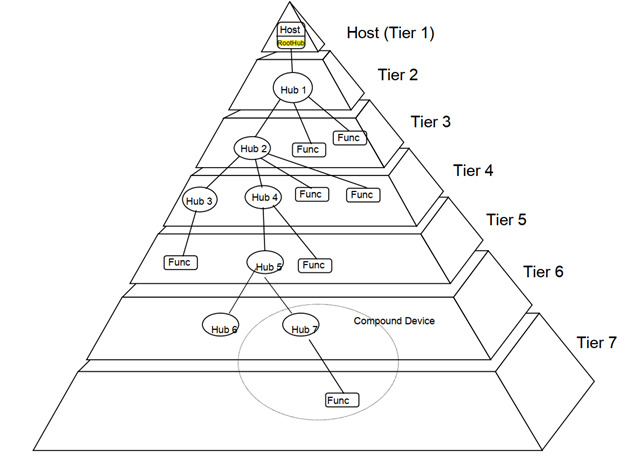 Host
Host (Tier 1)
RootHub
Tier 2
Hub 1
Tier 3
Func
Func
Hub 2
Tier 4
Hub 3
Hub 4
Func
Func
Tier 5
Func
Hub 5
Func
Tier 6
Hub 6
Hub 7
Compound Device
Tier 7
Func